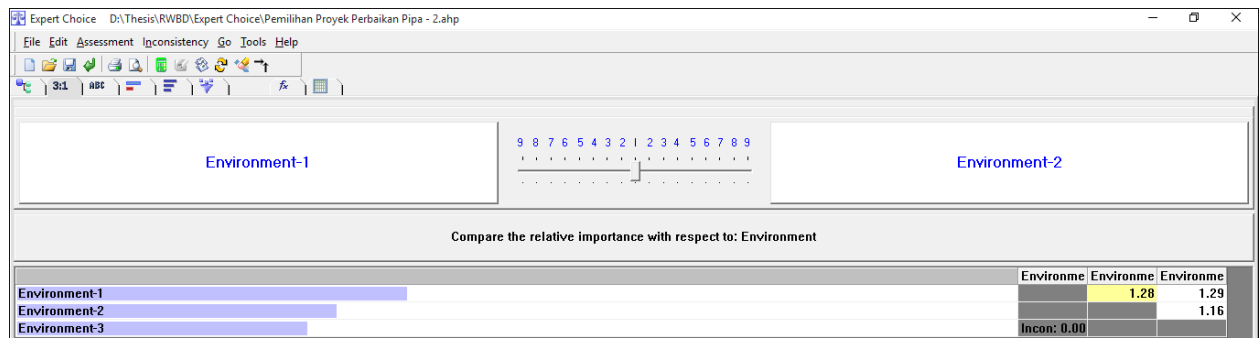 Expert Choice D:\Thesis\RWBD\Expert Choice\Pemilihan Proyek Perbaikan Pipa - 2.ahp
File Edit Assessment Inconsistency Go Tools Help
3:1 ABC fx
9 8 7 6 5 4 3 2 1 2 3 4 5 6 7 8 9
Environment-1 Environment-2
Compare the relative importance with respect to: Environment
Environme Environme Environme
Environment-1 1.28 1.29
Environment-2 1.16
Environment-3 Incon: 0.00